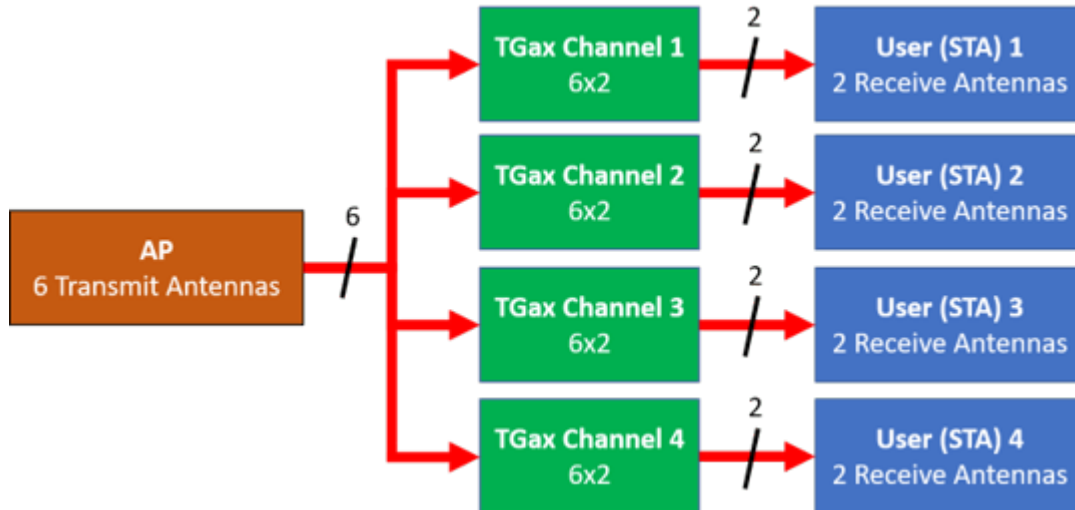 AP
6 Transmit Antennas
6
TGax Channel 1
6x2
2
User (STA) 1
2 Receive Antennas
TGax Channel 2
6x2
2
User (STA) 2
2 Receive Antennas
TGax Channel 3
6x2
2
User (STA) 3
2 Receive Antennas
TGax Channel 4
6x2
2
User (STA) 4
2 Receive Antennas